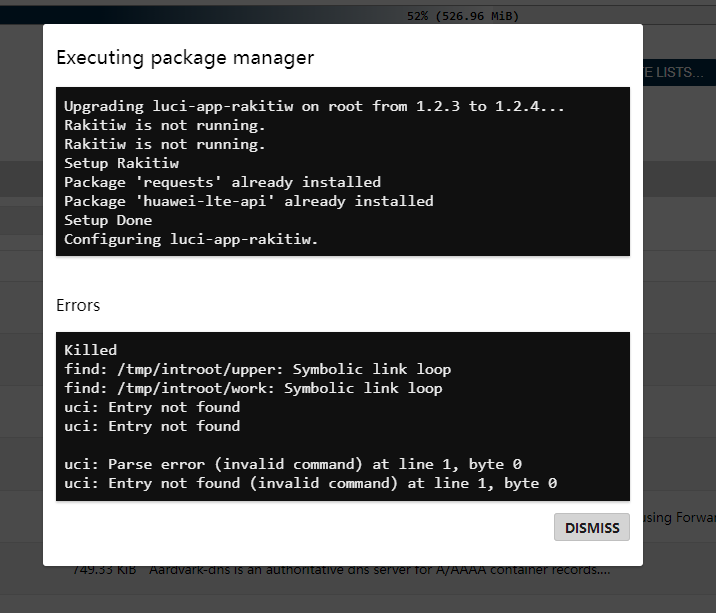 52% (526.96 MiB)
Executing package manager
E LISTS...
Upgrading luci-app-rakitiw on root from 1.2.3 to 1.2.4...
Rakitiw is not running.
Rakitiw is not running.
Setup Rakitiw
Package 'requests' already installed
Package 'huawei-lte-api' already installed
Setup Done
Configuring luci-app-rakitiw.
Errors
Killed
find: /tmp/introot/upper: Symbolic link loop
find: /tmp/introot/work: Symbolic link loop
uci: Entry not found
uci: Entry not found
uci: Parse error (invalid command) at line 1, byte 0
uci: Entry not found (invalid command) at line 1, byte 0
using Forwar
DISMISS
749.33 KiB Aardvark-dns is an authoritative dns server for A/AAAA container records....